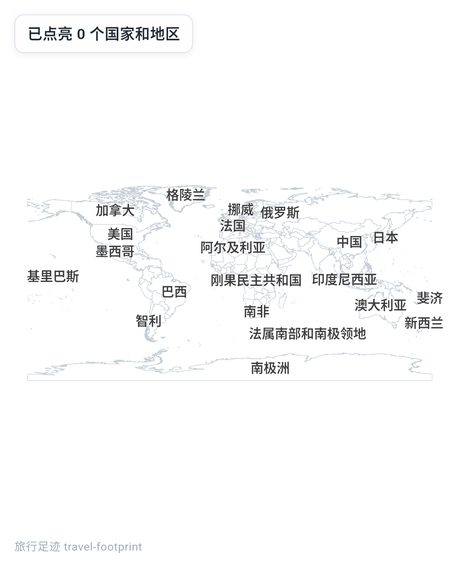 已点亮 0 个国家和地区
格陵兰
加拿大
挪威
俄罗斯
法国
美国
中国
日本
墨西哥
阿尔及利亚
基里巴斯
刚果民主共和国
印度尼西亚
巴西
斐济
澳大利亚
南非
智利
新西兰
法属南部和南极领地
南极洲
旅行足迹 travel-footprint